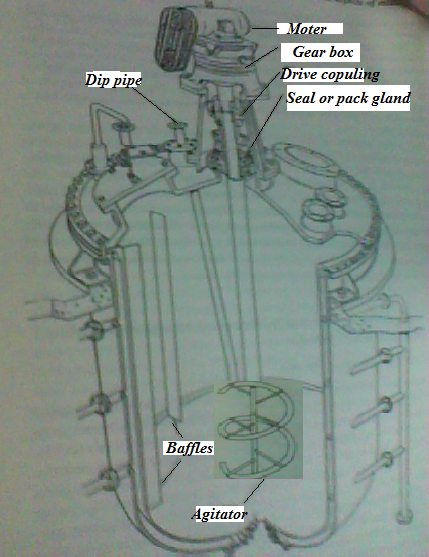 Moter
Gear box
Drive copuling
Dip pipe
Seal or pack gland
Baffles
Agitator